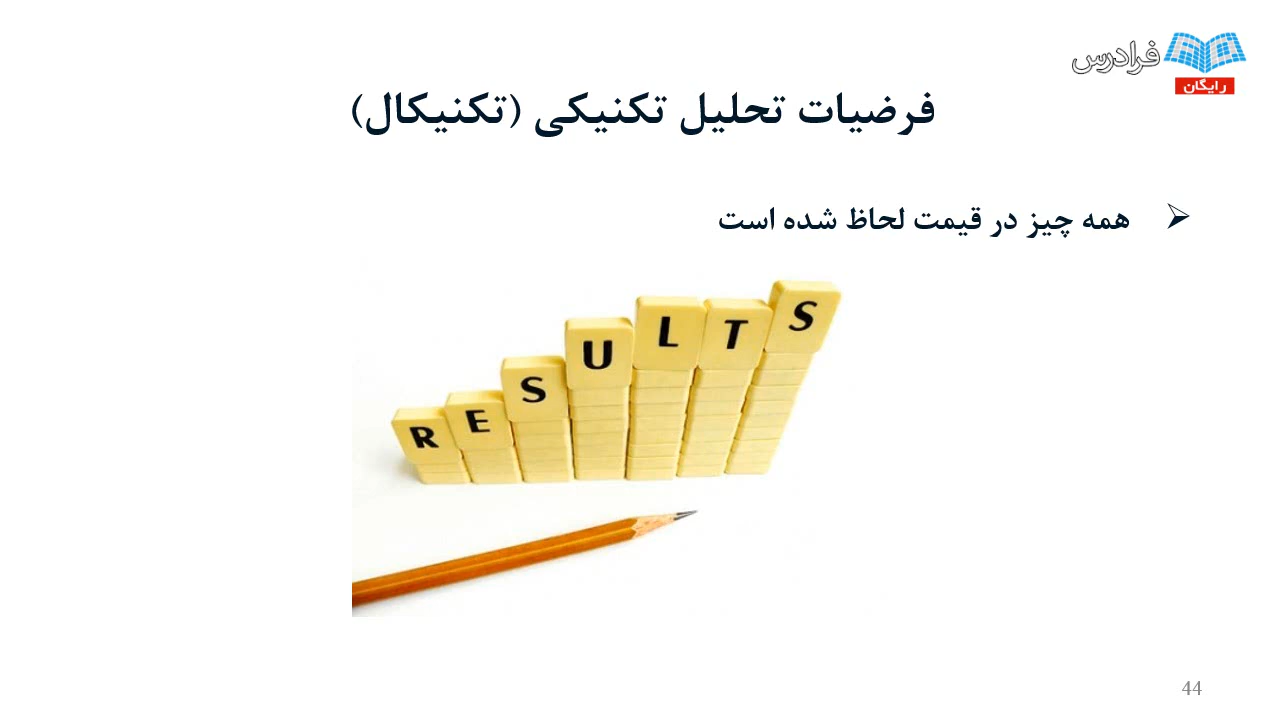 فرادرس
رایگان
فرضیات تحلیل تکنیکی (تکنیکال)
همه چیز در قیمت لحاظ شده است
RESULTS
44